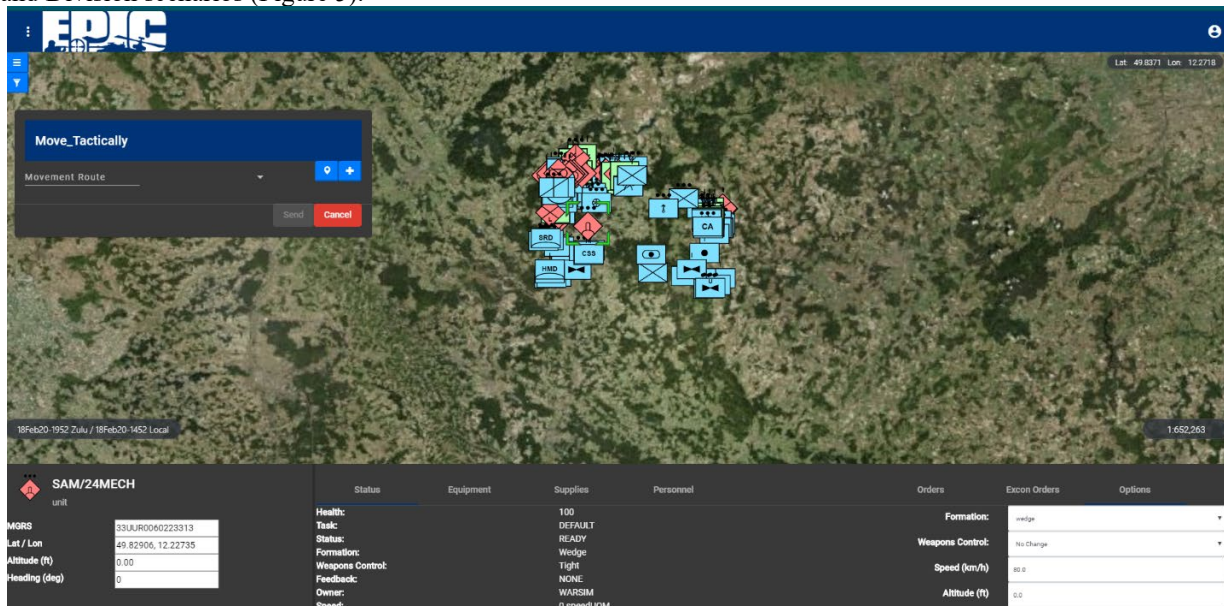 and Division scenarios (Figure 3).
EPIC
Lat: 49.8371 Lon: 12.2718
Move_Tactically
Movement Route
Send Cancel
CA
SRD
CSS
HMD
18Feb20-1952 Zulu / 18Feb20-1452 Local
1:652,263
SAM/24MECH
unit
MGRS 33UUR0060223313
Lat / Lon 49.82906, 12.22735
Altitude (ft) 0.00
Heading (deg) 0
Status Equipment Supplies Personnel
Health: 100
Task: DEFAULT
Status: READY
Formation: Wedge
Weapons Control: Tight
Feedback: NONE
Owner: WARSIM
Speed: 0 speedUOM
Orders Excon Orders Options
Formation: wedge
Weapons Control: No Change
Speed (km/h) 80.0
Altitude (ft) 0.0